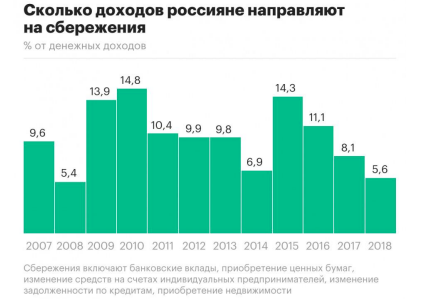 Сколько доходов россияне направляют
на сбережения
% от денежных доходов
9,6
5,4
13,9
14,8
10,4
9,9
9,8
6,9
14,3
11,1
8,1
5,6
2007 2008 2009 2010 2011 2012 2013 2014 2015 2016 2017 2018
Сбережения включают банковские вклады, приобретение ценных бумаг,
изменение средств на счетах индивидуальных предпринимателей, изменение
задолженности по кредитам, приобретение недвижимости